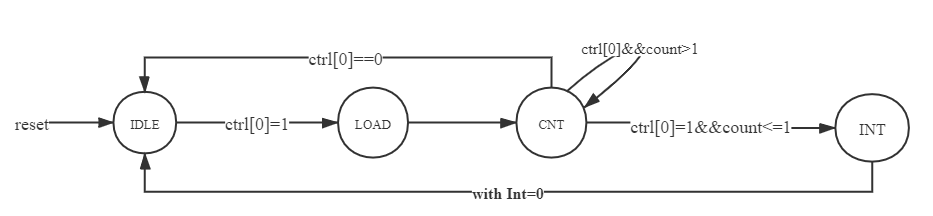 ctrl[0]&&count>1
ctrl[0]==0
reset
IDLE
ctrl[0]=1
LOAD
CNT
ctrl[0]=1&&count<=1
INT
with Int=0